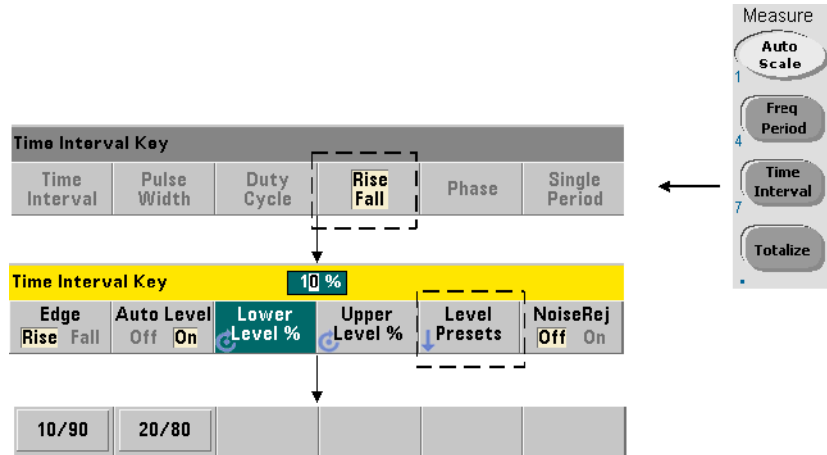 Measure
Auto
Scale
1
Freq
Period
4
Time
Interval
7
Totalize
.
Time Interval Key
Time
Interval
Pulse
Width
Duty
Cycle
Rise
Fall
Phase
Single
Period
Time Interval Key
10 %
Edge
Rise Fall
Auto Level
Off On
Lower
Level %
Upper
Level %
Level
Presets
NoiseRej
Off On
10/90
20/80